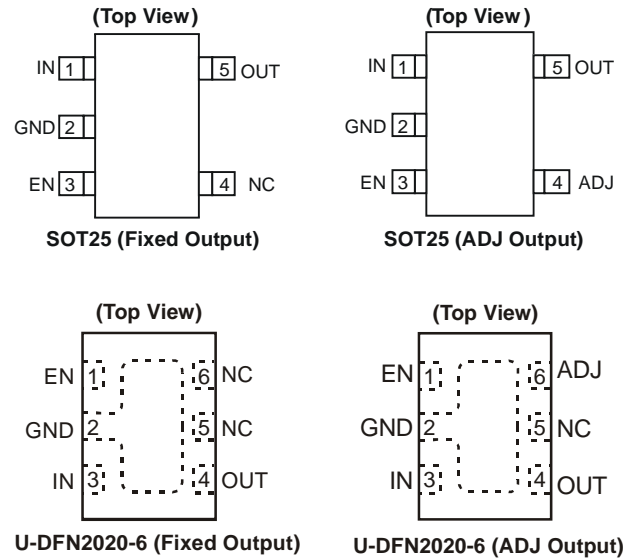 (Top View)
IN 1
5 OUT
GND 2
EN 3
4 NC
SOT25 (Fixed Output)
(Top View)
IN 1
5 OUT
GND 2
EN 3
4 ADJ
SOT25 (ADJ Output)
(Top View)
EN 1
6 NC
GND 2
5 NC
IN 3
4 OUT
U-DFN2020-6 (Fixed Output)
(Top View)
EN 1
6 ADJ
GND 2
5 NC
IN 3
4 OUT
U-DFN2020-6 (ADJ Output)